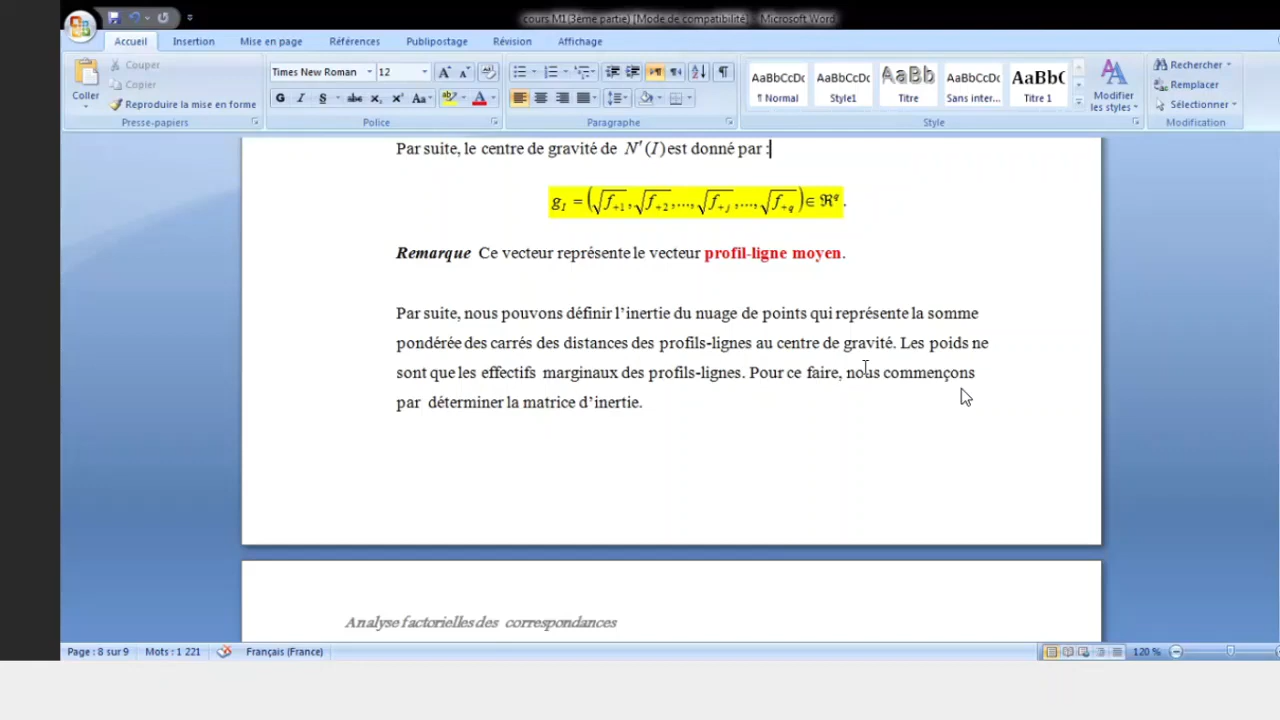 cours M1(3ème partie) [Mode de compatibilité] - Microsoft Word
Accueil Insertion Mise en page Références Publipostage Révision Affichage
Coller
Couper
Copier
Reproduire la mise en forme
Presse-papiers
Times New Roman 12
G I S abc x₂ x² Aa
Police
Paragraphe
AaBbCcDc AaBbCcDc AaBb AaBbCcDc AaBbC
¶ Normal Style1 Titre Sans inter... Titre 1
Modifier
les styles
Style
Rechercher
Remplacer
Sélectionner
Modification
Par suite, le centre de gravité de N'(I) est donné par :
g_I = (√f₊₁, √f₊₂, ..., √f₊ⱼ, ..., √f₊q) ∈ ℜ^q.
Remarque Ce vecteur représente le vecteur profil-ligne moyen.
Par suite, nous pouvons définir l’inertie du nuage de points qui représente la somme
pondérée des carrés des distances des profils-lignes au centre de gravité. Les poids ne
sont que les effectifs marginaux des profils-lignes. Pour ce faire, nous commençons
par déterminer la matrice d’inertie.
Analyse factorielles des correspondances
Page : 8 sur 9 Mots : 1 221 Français (France) 120 %